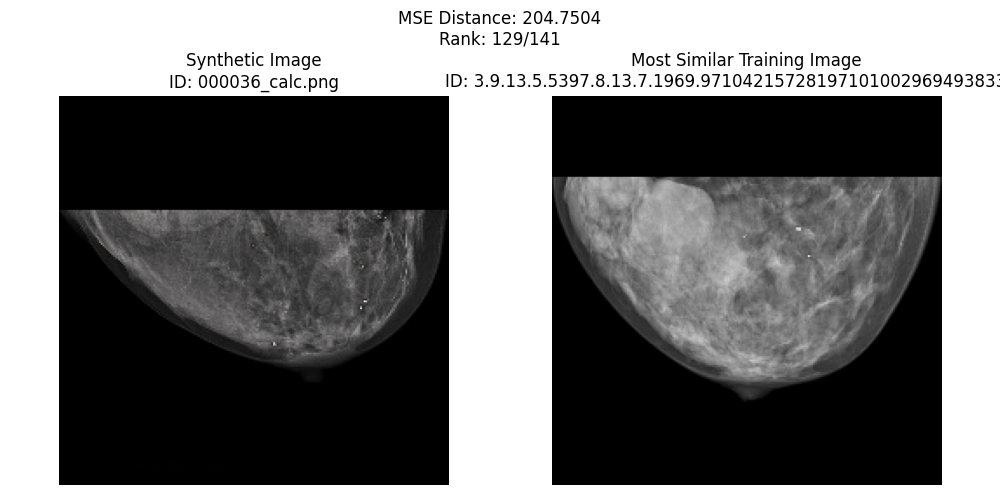 MSE Distance: 204.7504
Rank: 129/141
Synthetic Image
ID: 000036_calc.png
Most Similar Training Image
ID: 3.9.13.5.5397.8.13.7.1969.97104215728197101002969493833